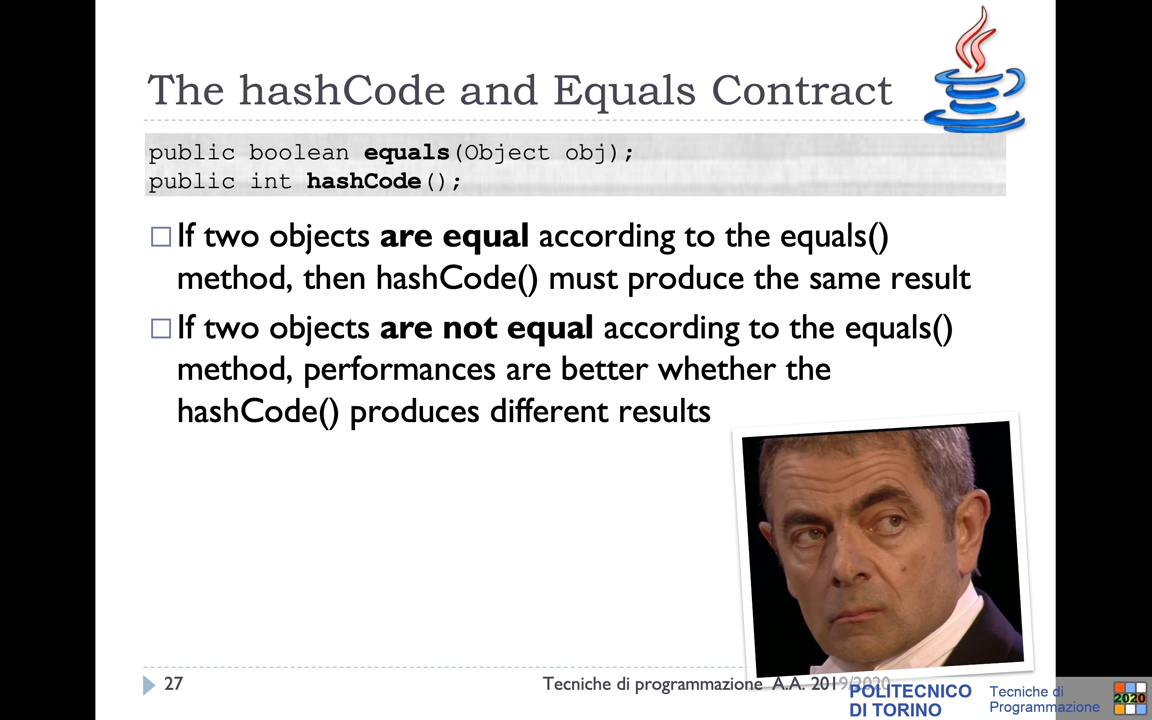 The hashCode and Equals Contract
public boolean equals(Object obj);
public int hashCode();
If two objects are equal according to the equals()
method, then hashCode() must produce the same result
If two objects are not equal according to the equals()
method, performances are better whether the
hashCode() produces different results
27
Tecniche di programmazione A.A. 2019/2020
POLITECNICO
DI TORINO
Tecniche di
Programmazione
2020